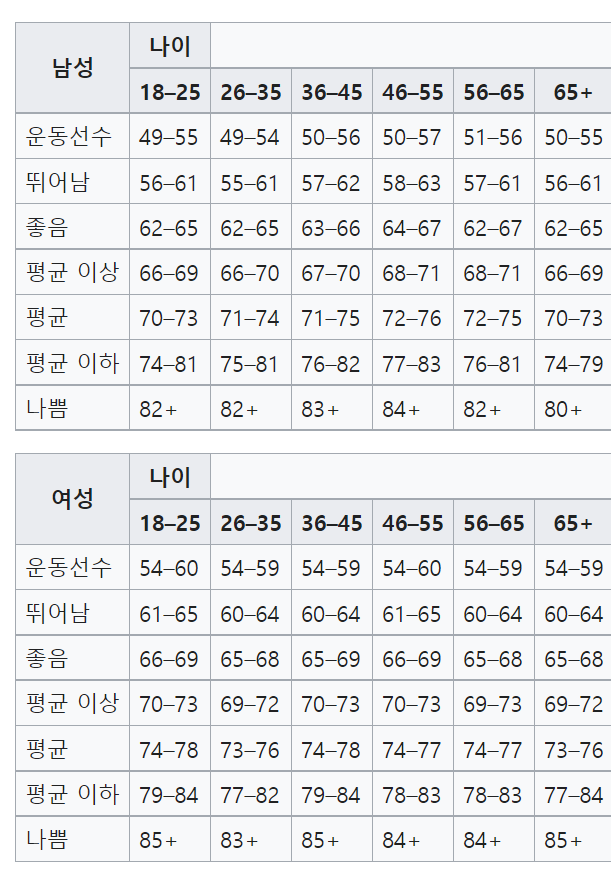 남성 나이
18–25 26–35 36–45 46–55 56–65 65+
운동선수 49–55 49–54 50–56 50–57 51–56 50–55
뛰어남 56–61 55–61 57–62 58–63 57–61 56–61
좋음 62–65 62–65 63–66 64–67 62–67 62–65
평균 이상 66–69 66–70 67–70 68–71 68–71 66–69
평균 70–73 71–74 71–75 72–76 72–75 70–73
평균 이하 74–81 75–81 76–82 77–83 76–81 74–79
나쁨 82+ 82+ 83+ 84+ 82+ 80+
여성 나이
18–25 26–35 36–45 46–55 56–65 65+
운동선수 54–60 54–59 54–59 54–60 54–59 54–59
뛰어남 61–65 60–64 60–64 61–65 60–64 60–64
좋음 66–69 65–68 65–69 66–69 65–68 65–68
평균 이상 70–73 69–72 70–73 70–73 69–73 69–72
평균 74–78 73–76 74–78 74–77 74–77 73–76
평균 이하 79–84 77–82 79–84 78–83 78–83 77–84
나쁨 85+ 83+ 85+ 84+ 84+ 85+